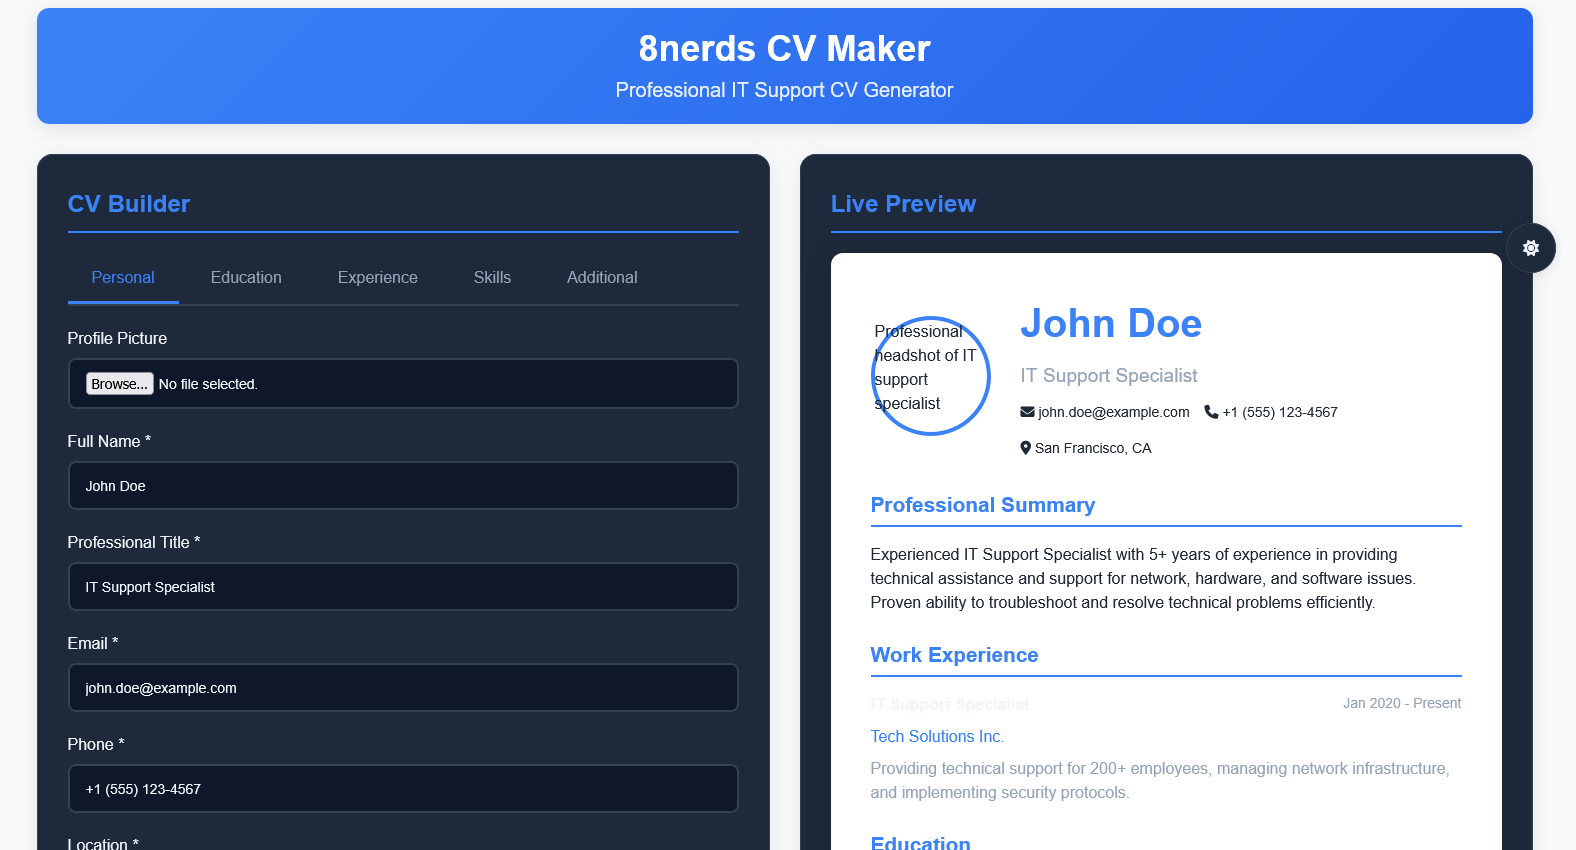 8nerds CV Maker
Professional IT Support CV Generator
CV Builder
Personal Education Experience Skills Additional
Profile Picture
Browse... No file selected.
Full Name *
John Doe
Professional Title *
IT Support Specialist
Email *
john.doe@example.com
Phone *
+1 (555) 123-4567
Location *
Live Preview
Professional
headshot of IT
support
specialist
John Doe
IT Support Specialist
john.doe@example.com +1 (555) 123-4567
San Francisco, CA
Professional Summary
Experienced IT Support Specialist with 5+ years of experience in providing
technical assistance and support for network, hardware, and software issues.
Proven ability to troubleshoot and resolve technical problems efficiently.
Work Experience
IT Support Specialist Jan 2020 - Present
Tech Solutions Inc.
Providing technical support for 200+ employees, managing network infrastructure,
and implementing security protocols.
Education